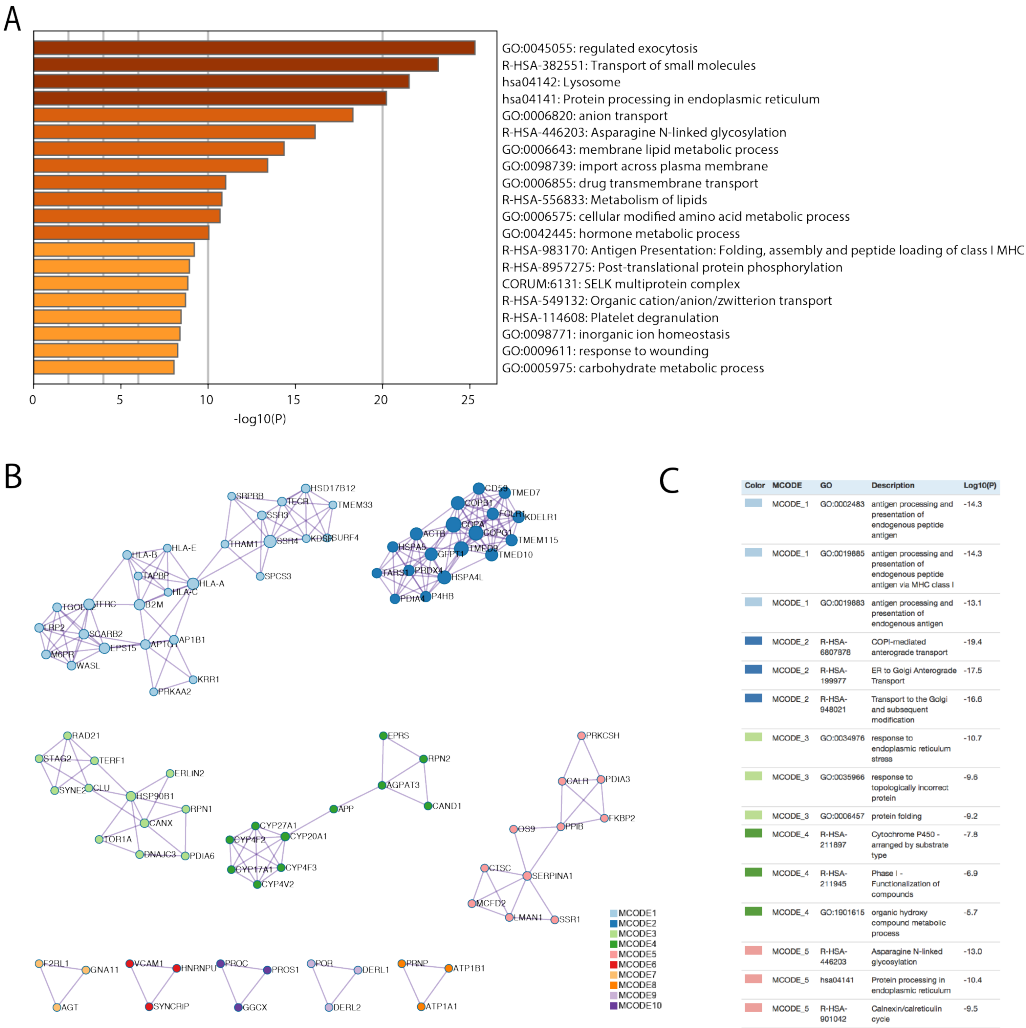 A
GO:0045055: regulated exocytosis
R-HSA-382551: Transport of small molecules
hsa04142: Lysosome
hsa04141: Protein processing in endoplasmic reticulum
GO:0006820: anion transport
R-HSA-446203: Asparagine N-linked glycosylation
GO:0006643: membrane lipid metabolic process
GO:0098739: import across plasma membrane
GO:0006855: drug transmembrane transport
R-HSA-556833: Metabolism of lipids
GO:0006575: cellular modified amino acid metabolic process
GO:0042445: hormone metabolic process
R-HSA-983170: Antigen Presentation: Folding, assembly and peptide loading of class I MHC
R-HSA-8957275: Post-translational protein phosphorylation
CORUM:6131: SELK multiprotein complex
R-HSA-549132: Organic cation/anion/zwitterion transport
R-HSA-114608: Platelet degranulation
GO:0098771: inorganic ion homeostasis
GO:0009611: response to wounding
GO:0005975: carbohydrate metabolic process
0 5 10 15 20 25
-log10(P)
B
HSD17B12
SRPRB
TECR
TMEM33
SSR3
THAM1
SSR4
SURF4
SPCS3
HLA-E
HLA-B
TAPBP
HLA-A
HLA-C
B2M
TFRC
LRP2
SCARB2
AP1B1
EPS15
M6PR
WASL
KRR1
PRKAA2
CD59
TMED7
COPB1
FOLR1
KDELR1
COPA
ACTB
COPG1
TMEM115
HSPA5
TMED9
GRP14
TMED10
TARS1
PRDX4
HSPA4L
PDIA4
P4HB
RAD21
STAG2
TERF1
ERLIN2
SYNE2
CLU
HSP90B1
RPN1
CANX
TOR1A
DNAJC3
PDIA6
EPRS
RPN2
AGPAT3
CAND1
APP
CYP27A1
CYP4F2
CYP20A1
CYP17A1
CYP4F3
CYP4V2
PRKCSH
CALR
PDIA3
FKBP2
OS9
PPIB
CTSC
SERPINA1
MCFD2
LMAN1
SSR1
F2RL1
GNA11
AGT
VCAM1
HNRNPU
SYNCRIP
PROC
PROS1
GGCX
POR
DERL1
DERL2
PRNP
ATP1B1
ATP1A1
MCODE1
MCODE2
MCODE3
MCODE4
MCODE5
MCODE6
MCODE7
MCODE8
MCODE9
MCODE10
C
Color MCODE GO Description Log10(P)
MCODE_1 GO:0002483 antigen processing and -14.3
presentation of
endogenous peptide
antigen
MCODE_1 GO:0019885 antigen processing and -14.3
presentation of
endogenous peptide
antigen via MHC class I
MCODE_1 GO:0019883 antigen processing and -13.1
presentation of
endogenous antigen
MCODE_2 R-HSA- COPI-mediated -19.4
6807878 anterograde transport
MCODE_2 R-HSA- ER to Golgi Anterograde -17.5
199977 Transport
MCODE_2 R-HSA- Transport to the Golgi -16.6
948021 and subsequent
modification
MCODE_3 GO:0034976 response to -10.7
endoplasmic reticulum
stress
MCODE_3 GO:0035966 response to -9.6
topologically incorrect
protein
MCODE_3 GO:0006457 protein folding -9.2
MCODE_4 R-HSA- Cytochrome P450 - -7.8
211897 arranged by substrate
type
MCODE_4 R-HSA- Phase I - -6.9
211945 Functionalization of
compounds
MCODE_4 GO:1901615 organic hydroxy -5.7
compound metabolic
process
MCODE_5 R-HSA- Asparagine N-linked -13.0
446203 glycosylation
MCODE_5 hsa04141 Protein processing in -10.4
endoplasmic reticulum
MCODE_5 R-HSA- Calnexin/calreticulin -9.5
901042 cycle